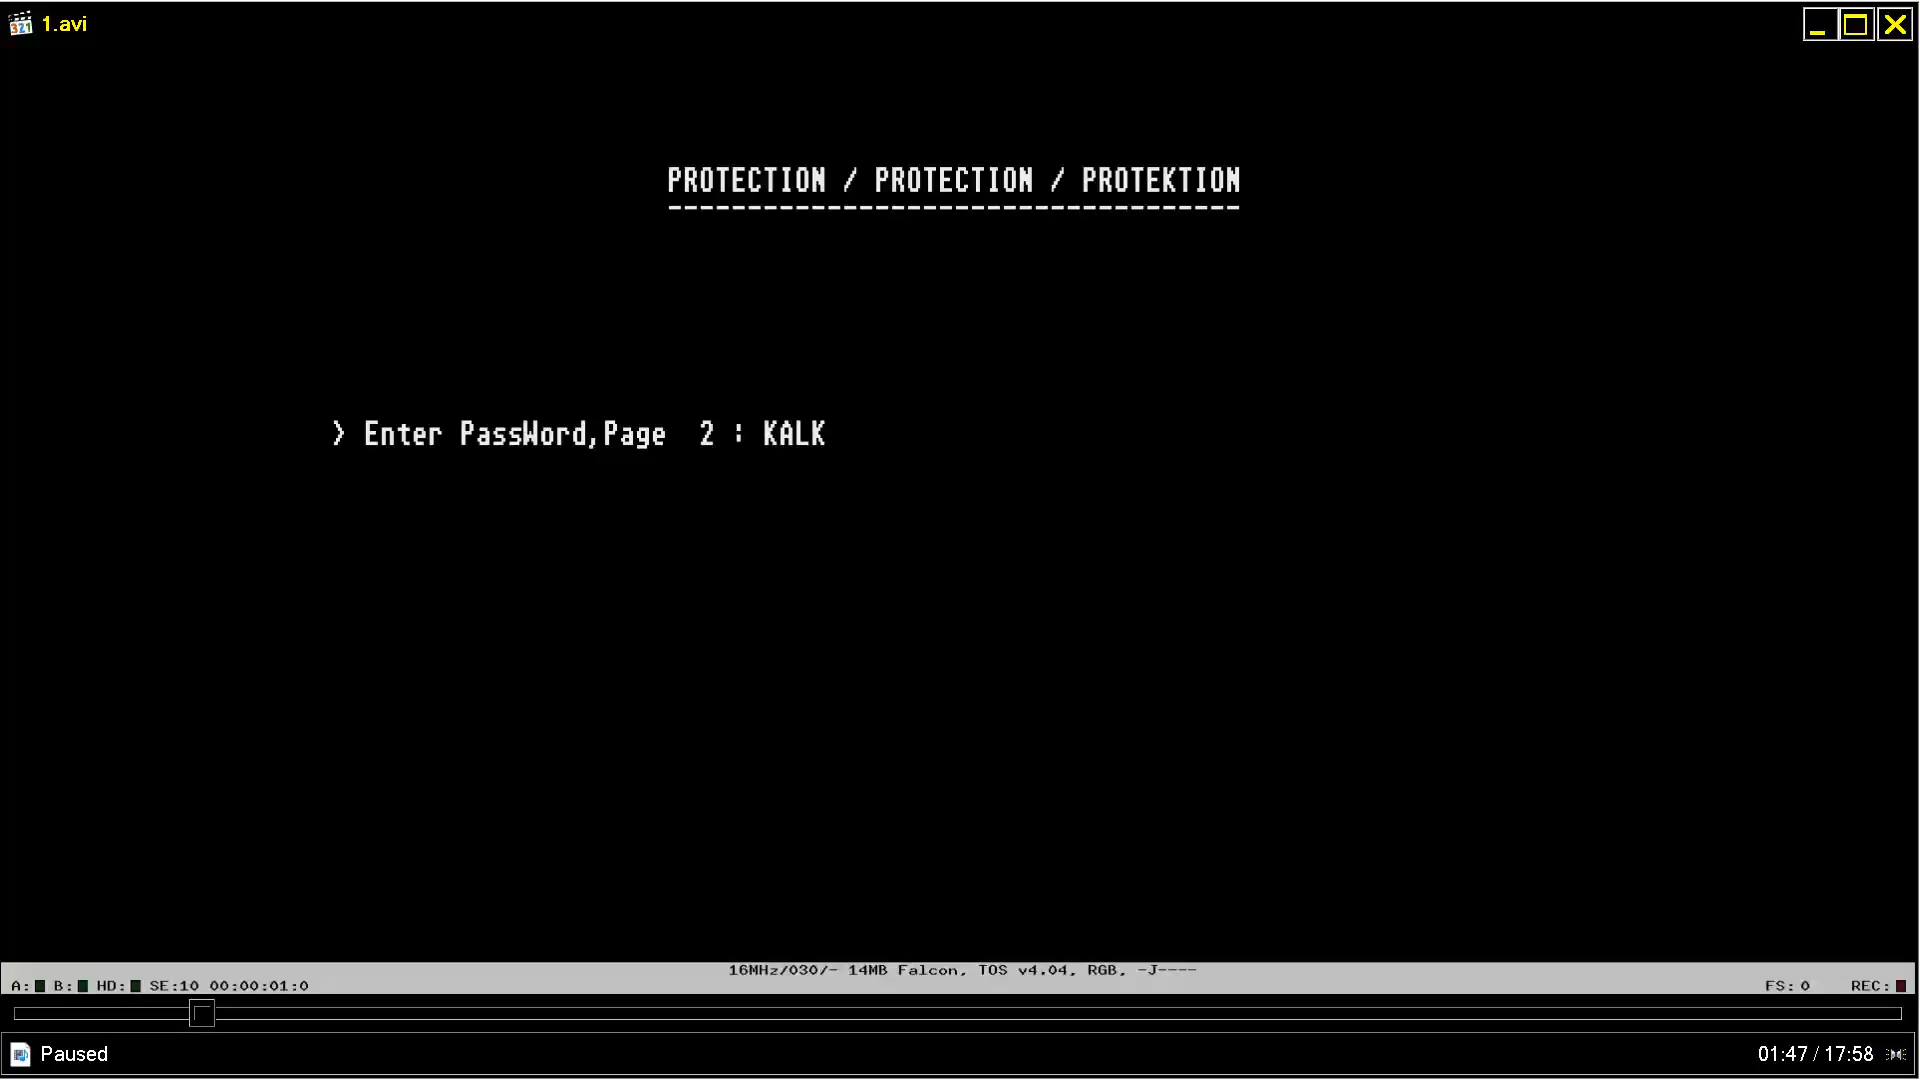 1.avi
PROTECTION / PROTECTION / PROTEKTION
------------------------------------
> Enter PassWord,Page  2 : KALK
16MHz/030/- 14MB Falcon, TOS v4.04, RGB, -J----
A: B: HD: SE:10 00:00:01:0 FS: 0 REC:
Paused 01:47 / 17:58